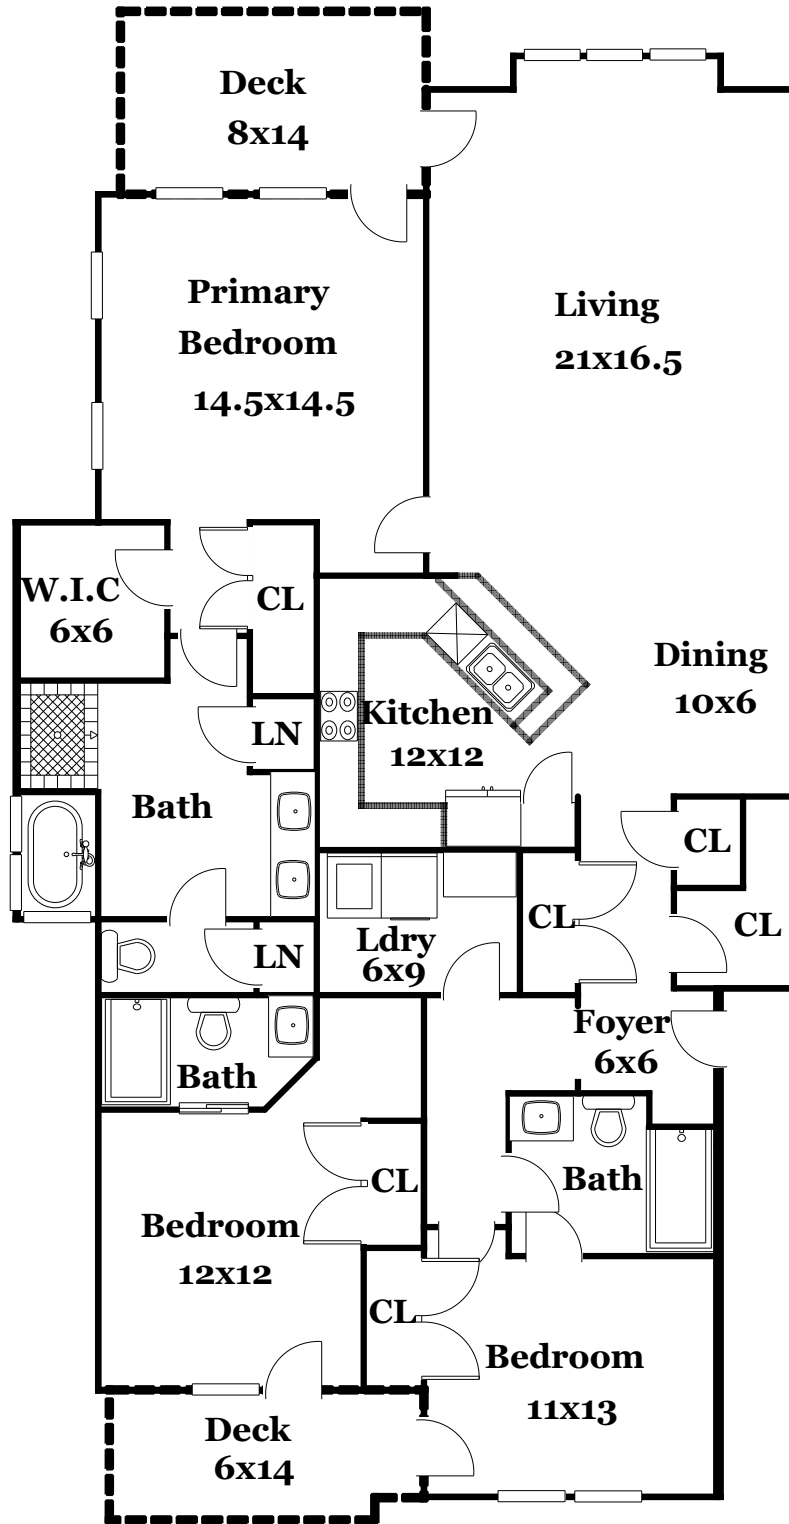 Deck
8x14
Primary
Bedroom
14.5x14.5
Living
21x16.5
W.I.C
6x6
CL
Dining
10x6
LN
Kitchen
12x12
Bath
CL
CL
CL
LN
Ldry
6x9
Foyer
6x6
Bath
CL
Bath
Bedroom
12x12
CL
Bedroom
11x13
Deck
6x14